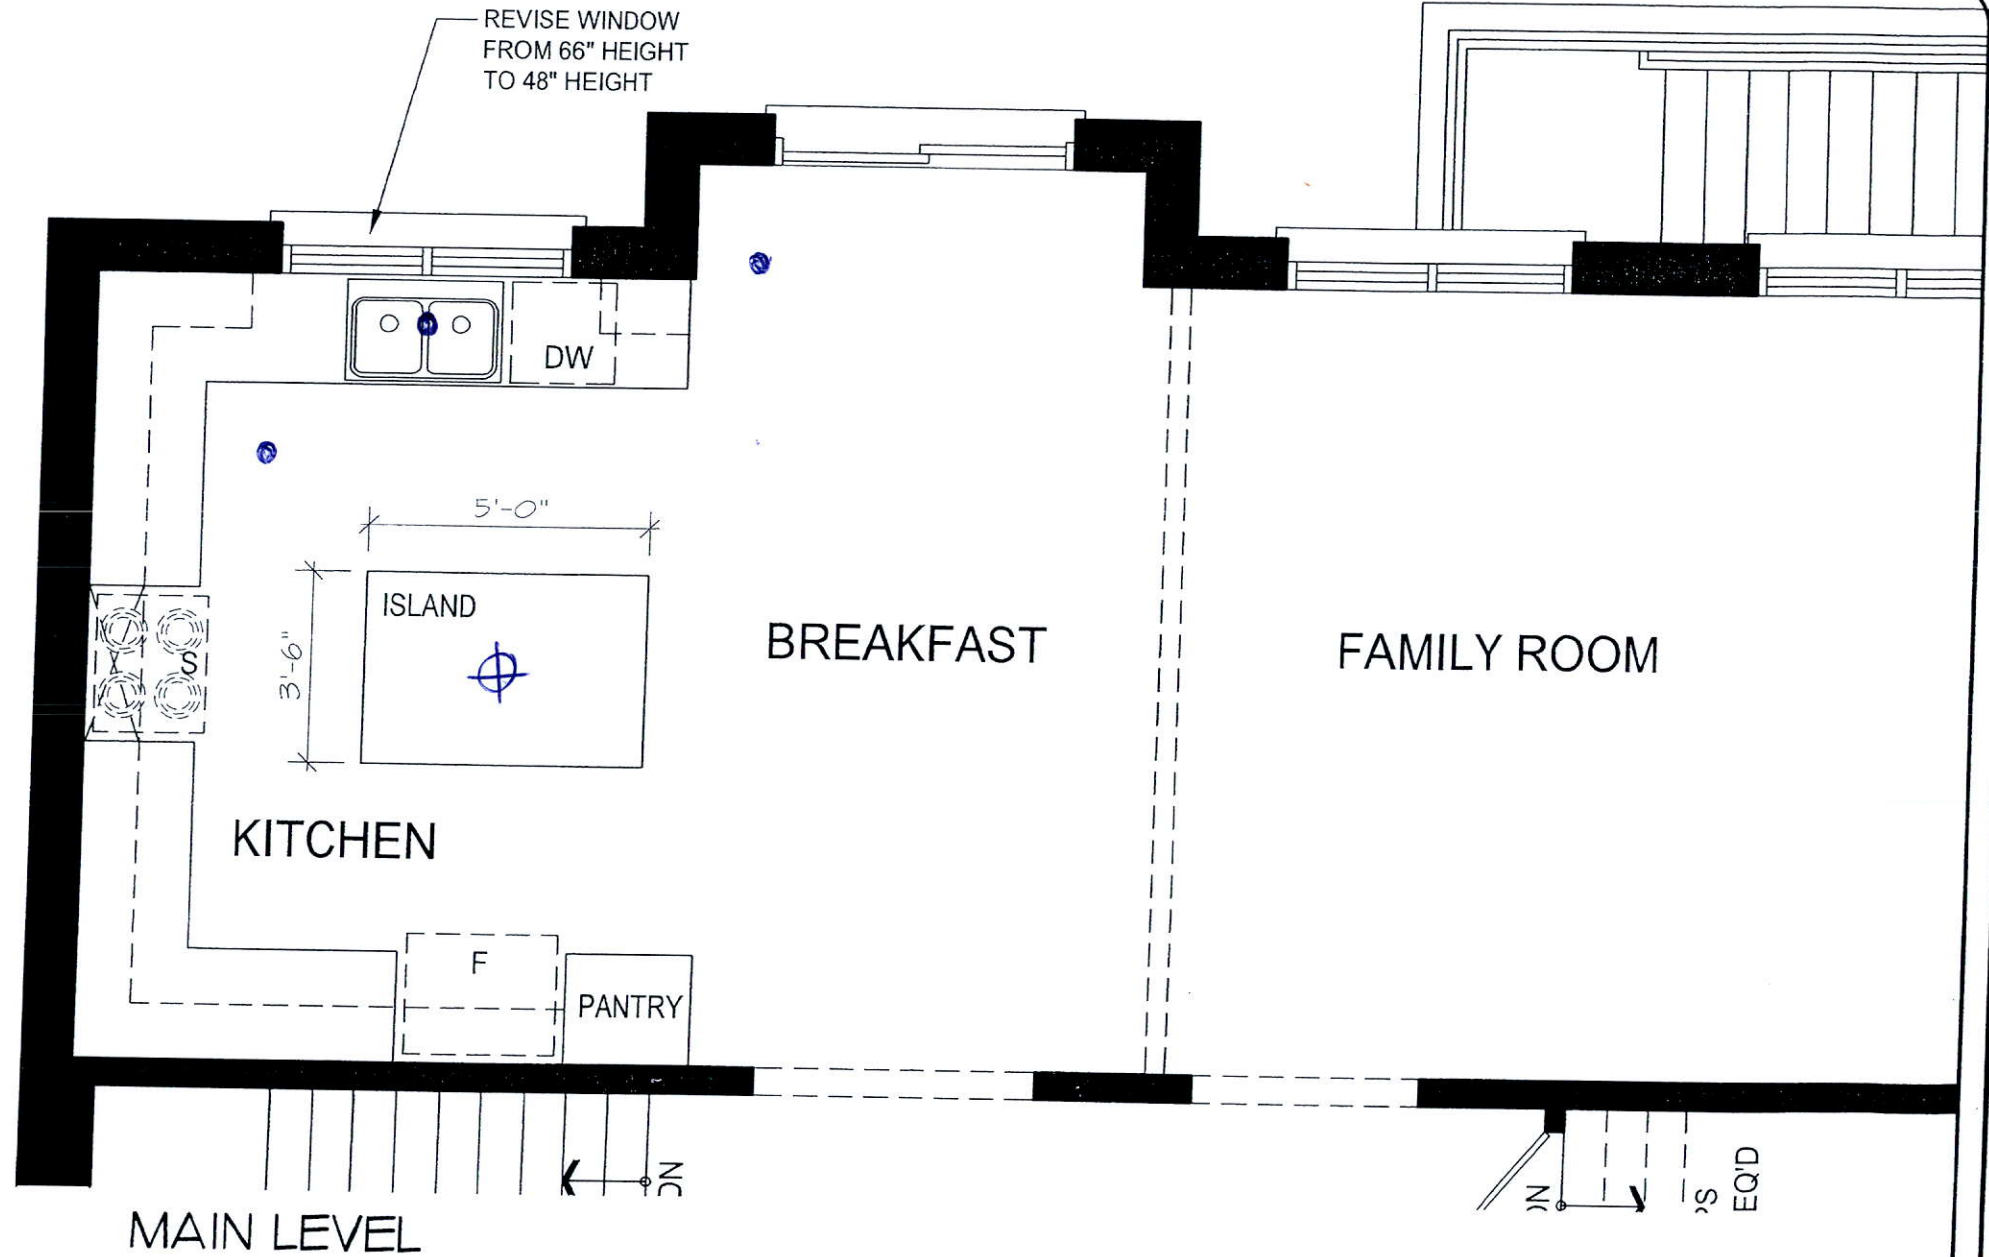 REVISE WINDOW
FROM 66" HEIGHT
TO 48" HEIGHT
DW
5'-0"
ISLAND
3'-6"
S
BREAKFAST
FAMILY ROOM
KITCHEN
F
PANTRY
MAIN LEVEL
EQ'D